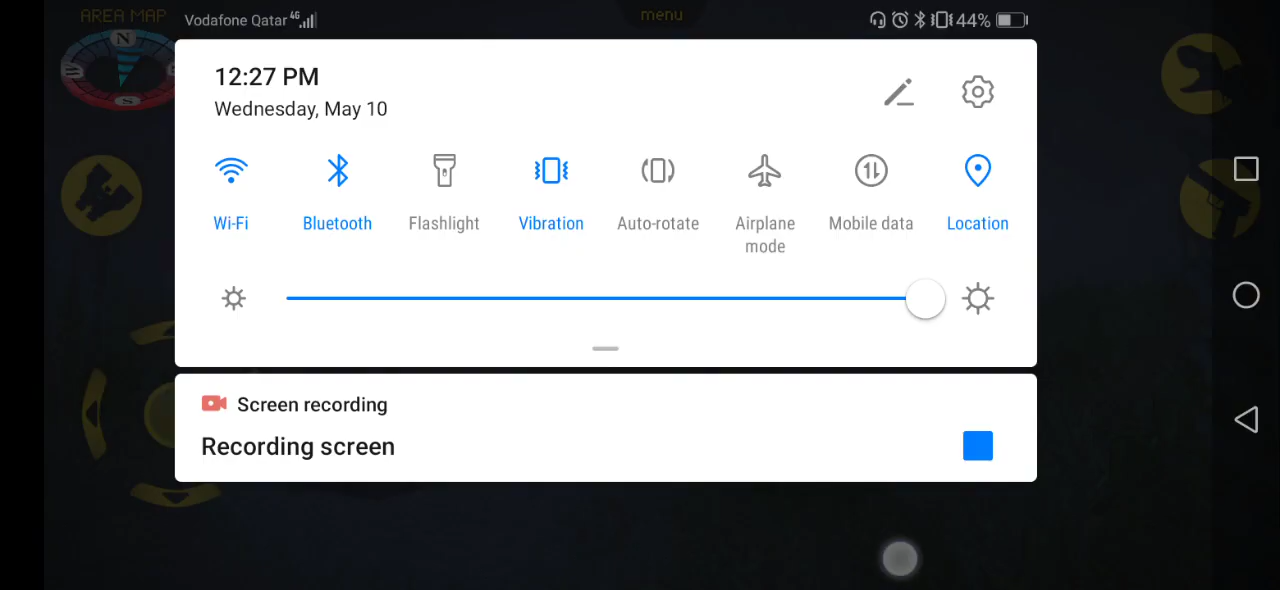 AREA MAP
menu
Vodafone Qatar 4G
44%
N
W
S
12:27 PM
Wednesday, May 10
Wi-Fi
Bluetooth
Flashlight
Vibration
Auto-rotate
Airplane
mode
Mobile data
Location
Screen recording
Recording screen